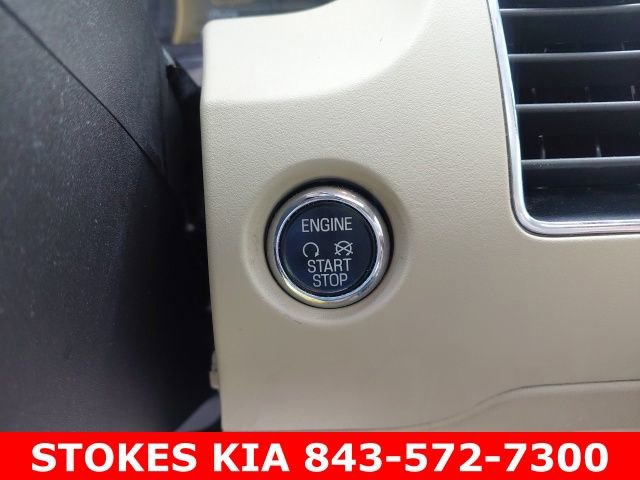 ENGINE
START
STOP
STOKES KIA 843-572-7300